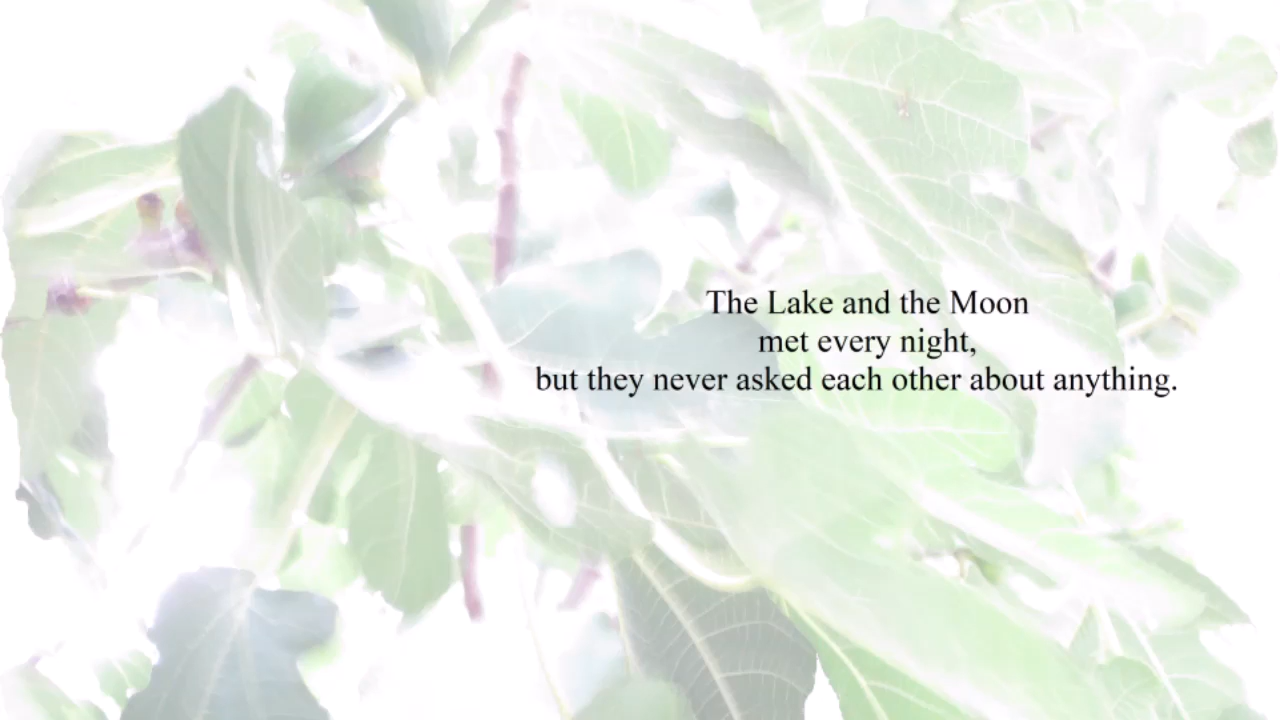 The Lake and the Moon
met every night,
but they never asked each other about anything.